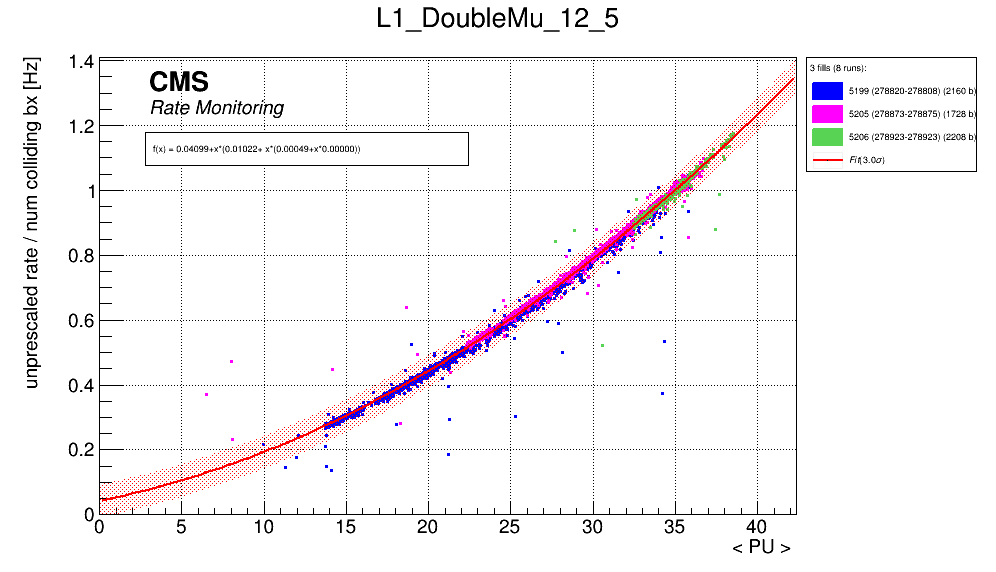 L1_DoubleMu_12_5
unprescaled rate / num colliding bx [Hz]
1.4
1.2
1
0.8
0.6
0.4
0.2
0
CMS
Rate Monitoring
f(x) = 0.04099+x*(0.01022+ x*(0.00049+x*0.00000))
0 5 10 15 20 25 30 35 40
< PU >
3 fills (8 runs):
5199 (278820-278808) (2160 b)
5205 (278873-278875) (1728 b)
5206 (278923-278923) (2208 b)
Fit(3.0σ)